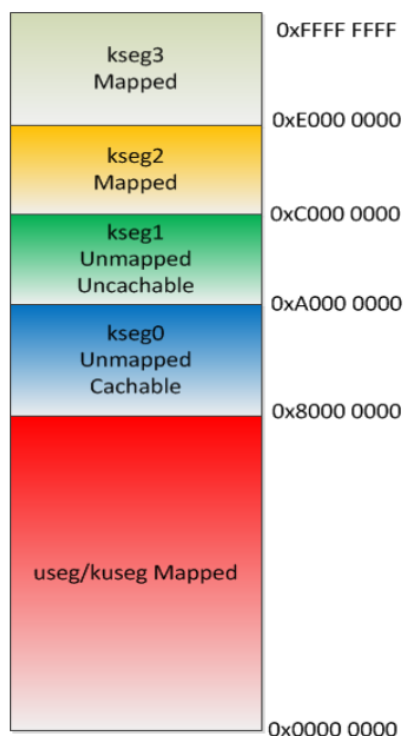 0xFFFF FFFF
kseg3
Mapped
0xE000 0000
kseg2
Mapped
0xC000 0000
kseg1
Unmapped
Uncachable
0xA000 0000
kseg0
Unmapped
Cachable
0x8000 0000
useg/kuseg Mapped
0x0000 0000